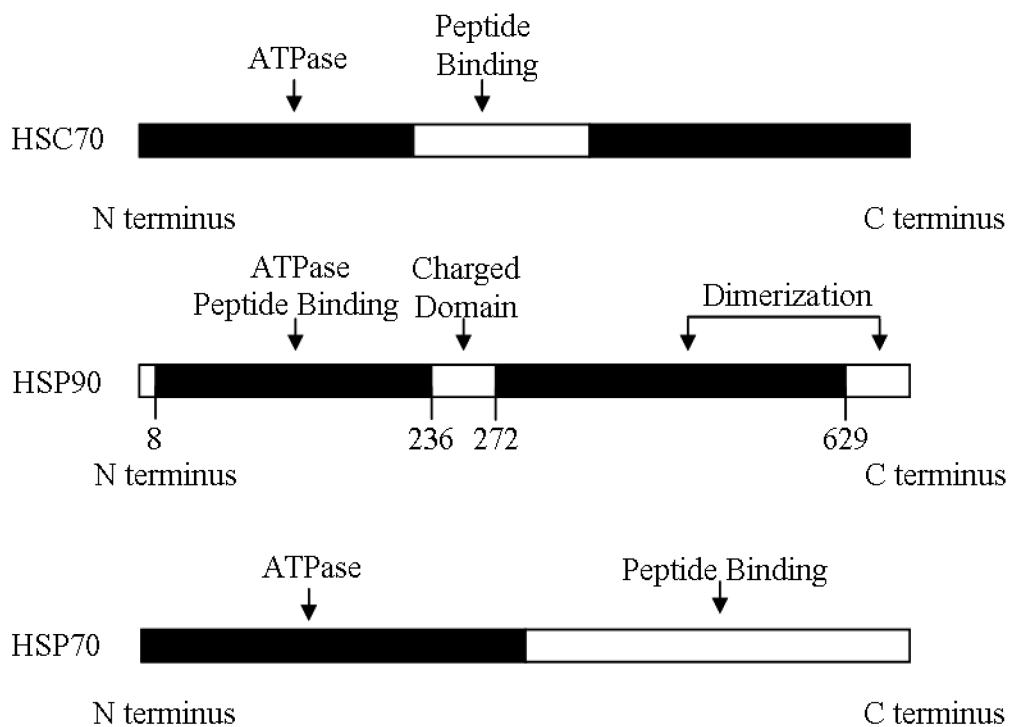 ATPase
Peptide
Binding
HSC70
N terminus
C terminus
ATPase
Peptide Binding
Charged
Domain
Dimerization
HSP90
8
236
272
629
N terminus
C terminus
ATPase
Peptide Binding
HSP70
N terminus
C terminus